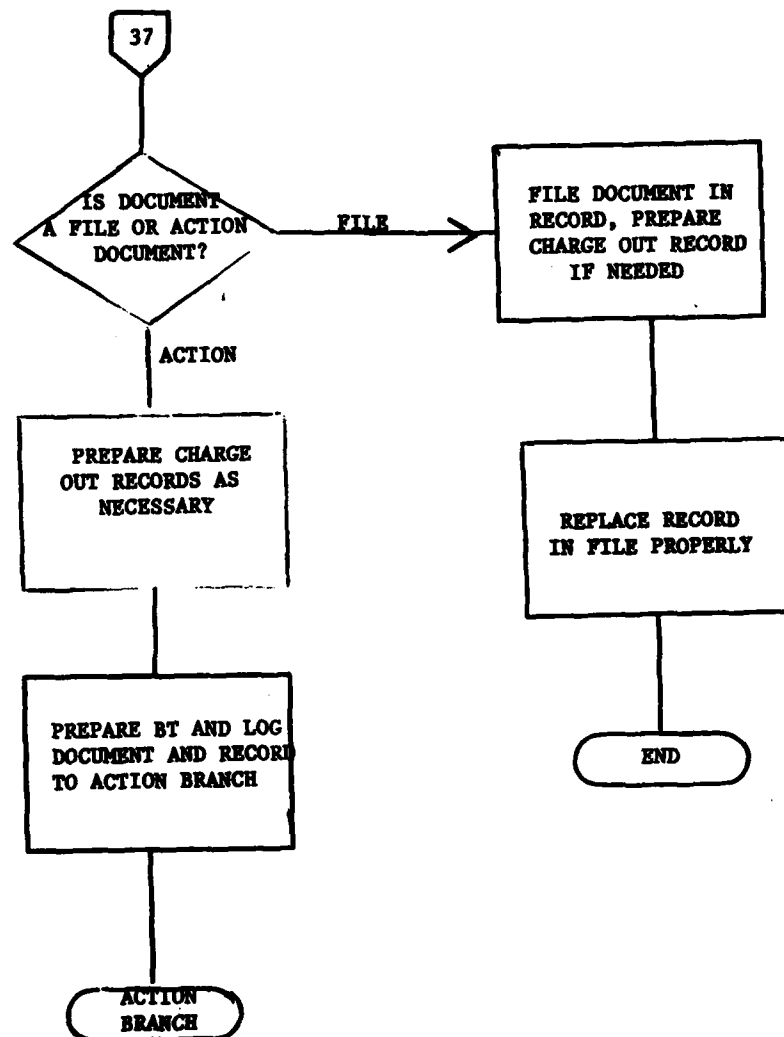 37
IS DOCUMENT
A FILE OR ACTION
DOCUMENT?
FILE
FILE DOCUMENT IN
RECORD, PREPARE
CHARGE OUT RECORD
IF NEEDED
ACTION
PREPARE CHARGE
OUT RECORDS AS
NECESSARY
REPLACE RECORD
IN FILE PROPERLY
PREPARE BT AND LOG
DOCUMENT AND RECORD
TO ACTION BRANCH
END
ACTION
BRANCH